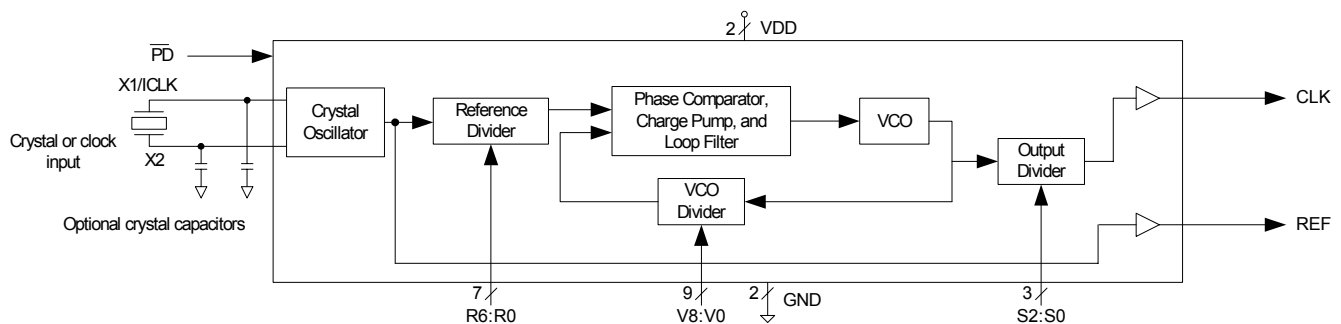 2
VDD
PD
X1/ICLK
X2
Crystal or clock
input
Optional crystal capacitors
Crystal
Oscillator
Reference
Divider
Phase Comparator,
Charge Pump, and
Loop Filter
VCO
VCO
Divider
Output
Divider
CLK
REF
7
R6:R0
9
V8:V0
2
GND
3
S2:S0